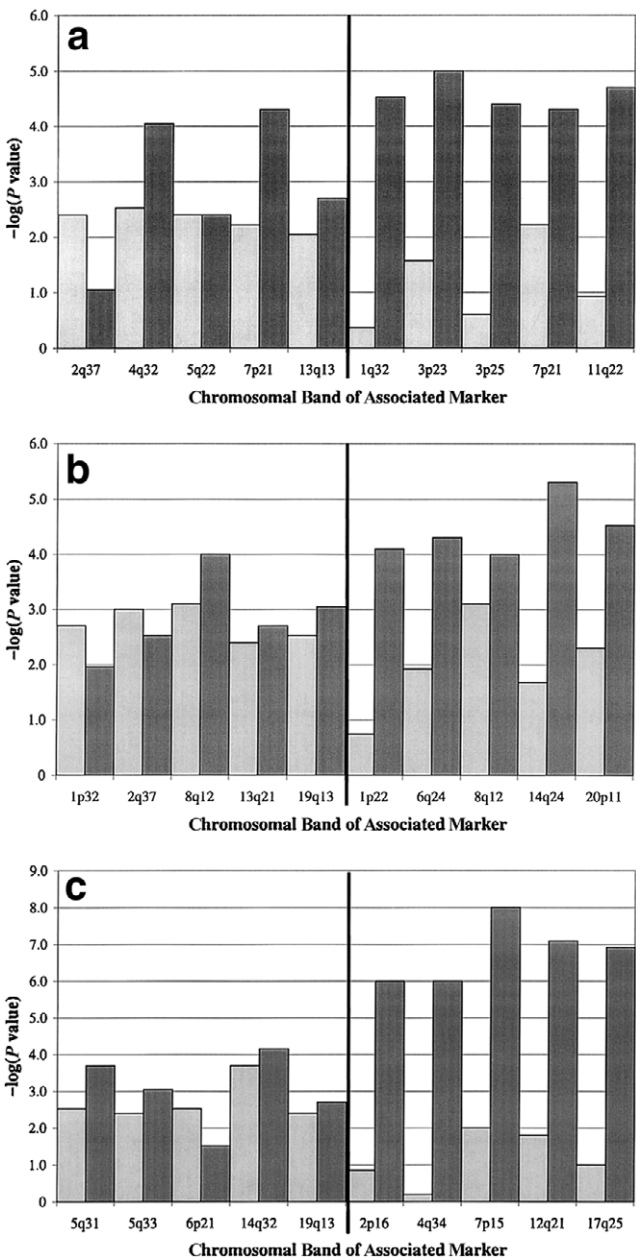 a
6.0
5.0
4.0
3.0
2.0
1.0
0
−log(P value)
2q37 4q32 5q22 7p21 13q13 1q32 3p23 3p25 7p21 11q22
Chromosomal Band of Associated Marker
b
6.0
5.0
4.0
3.0
2.0
1.0
0
−log(P value)
1p32 2q37 8q12 13q21 19q13 1p22 6q24 8q12 14q24 20p11
Chromosomal Band of Associated Marker
c
9.0
8.0
7.0
6.0
5.0
4.0
3.0
2.0
1.0
0
−log(P value)
5q31 5q33 6p21 14q32 19q13 2p16 4q34 7p15 12q21 17q25
Chromosomal Band of Associated Marker